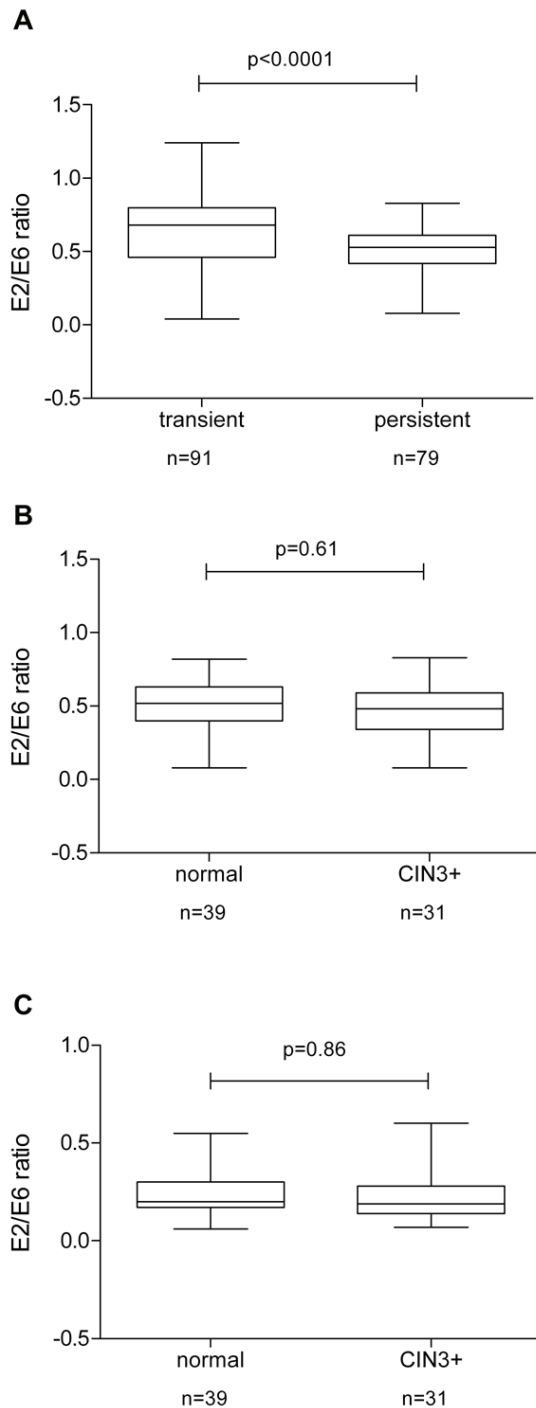 A
p<0.0001
1.5
1.0
0.5
0.0
-0.5
E2/E6 ratio
transient persistent
n=91 n=79
B
p=0.61
1.5
1.0
0.5
0.0
-0.5
E2/E6 ratio
normal CIN3+
n=39 n=31
C
p=0.86
1.0
0.5
0.0
-0.5
E2/E6 ratio
normal CIN3+
n=39 n=31